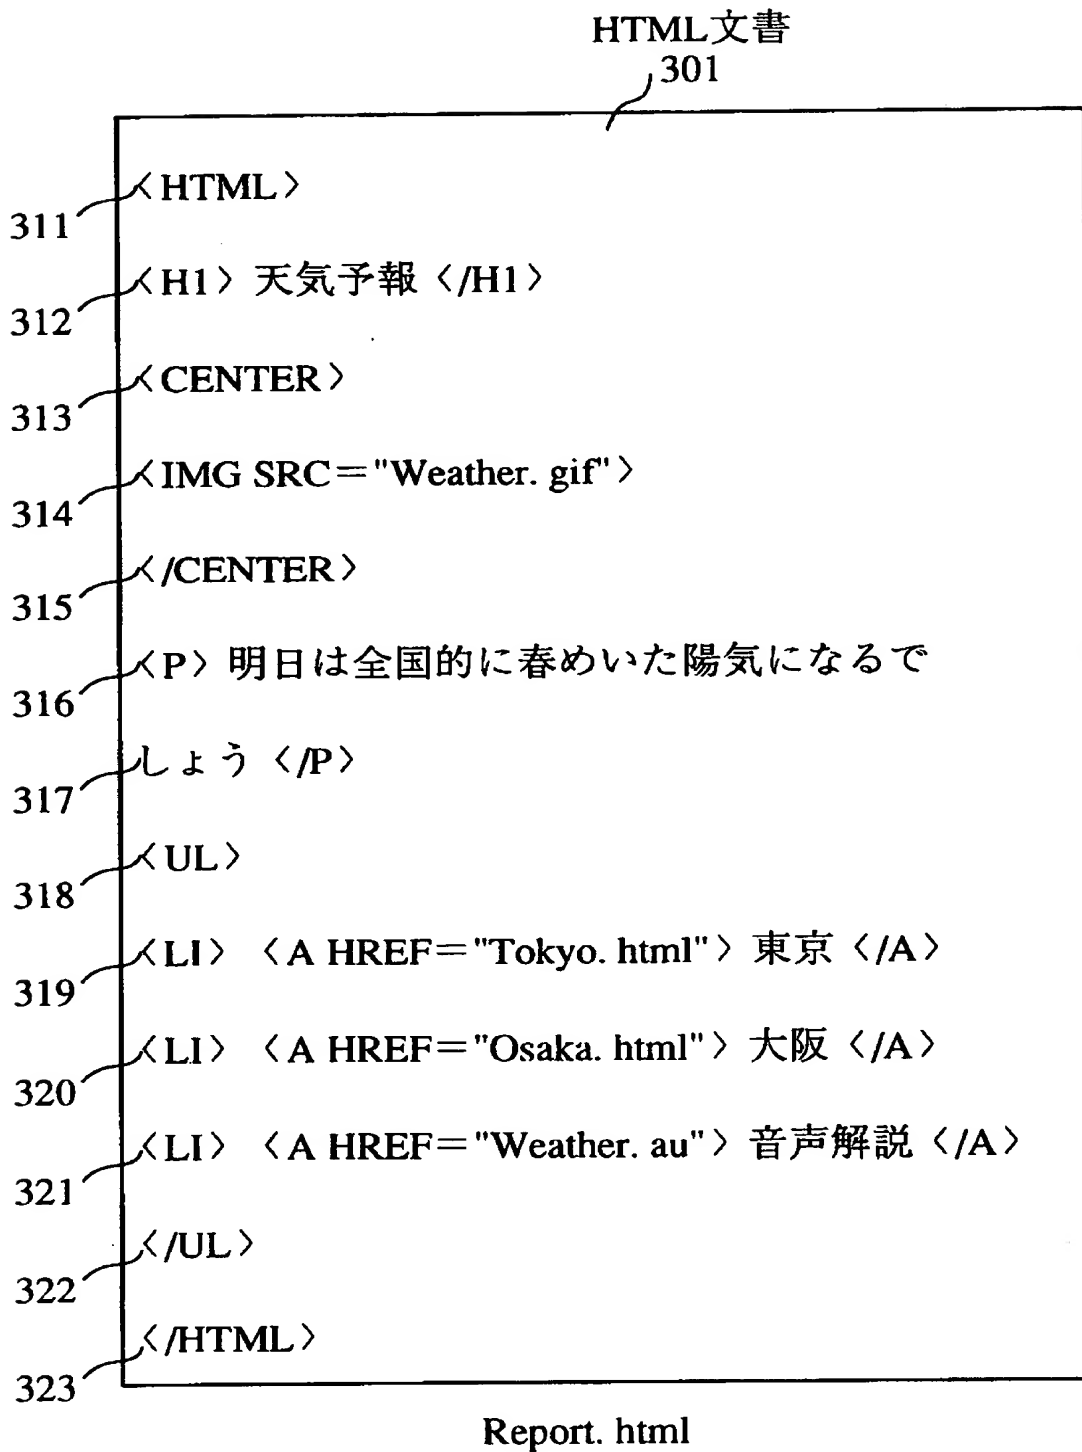 HTML文書
301
311 〈HTML〉
312 〈H1〉天気予報〈/H1〉
313 〈CENTER〉
314 〈IMG SRC="Weather. gif"〉
315 〈/CENTER〉
316 〈P〉明日は全国的に春めいた陽気になるで
317 しょう〈/P〉
318 〈UL〉
319 〈LI〉〈A HREF="Tokyo. html"〉東京〈/A〉
320 〈LI〉〈A HREF="Osaka. html"〉大阪〈/A〉
321 〈LI〉〈A HREF="Weather. au"〉音声解説〈/A〉
322 〈/UL〉
323 〈/HTML〉
Report. html